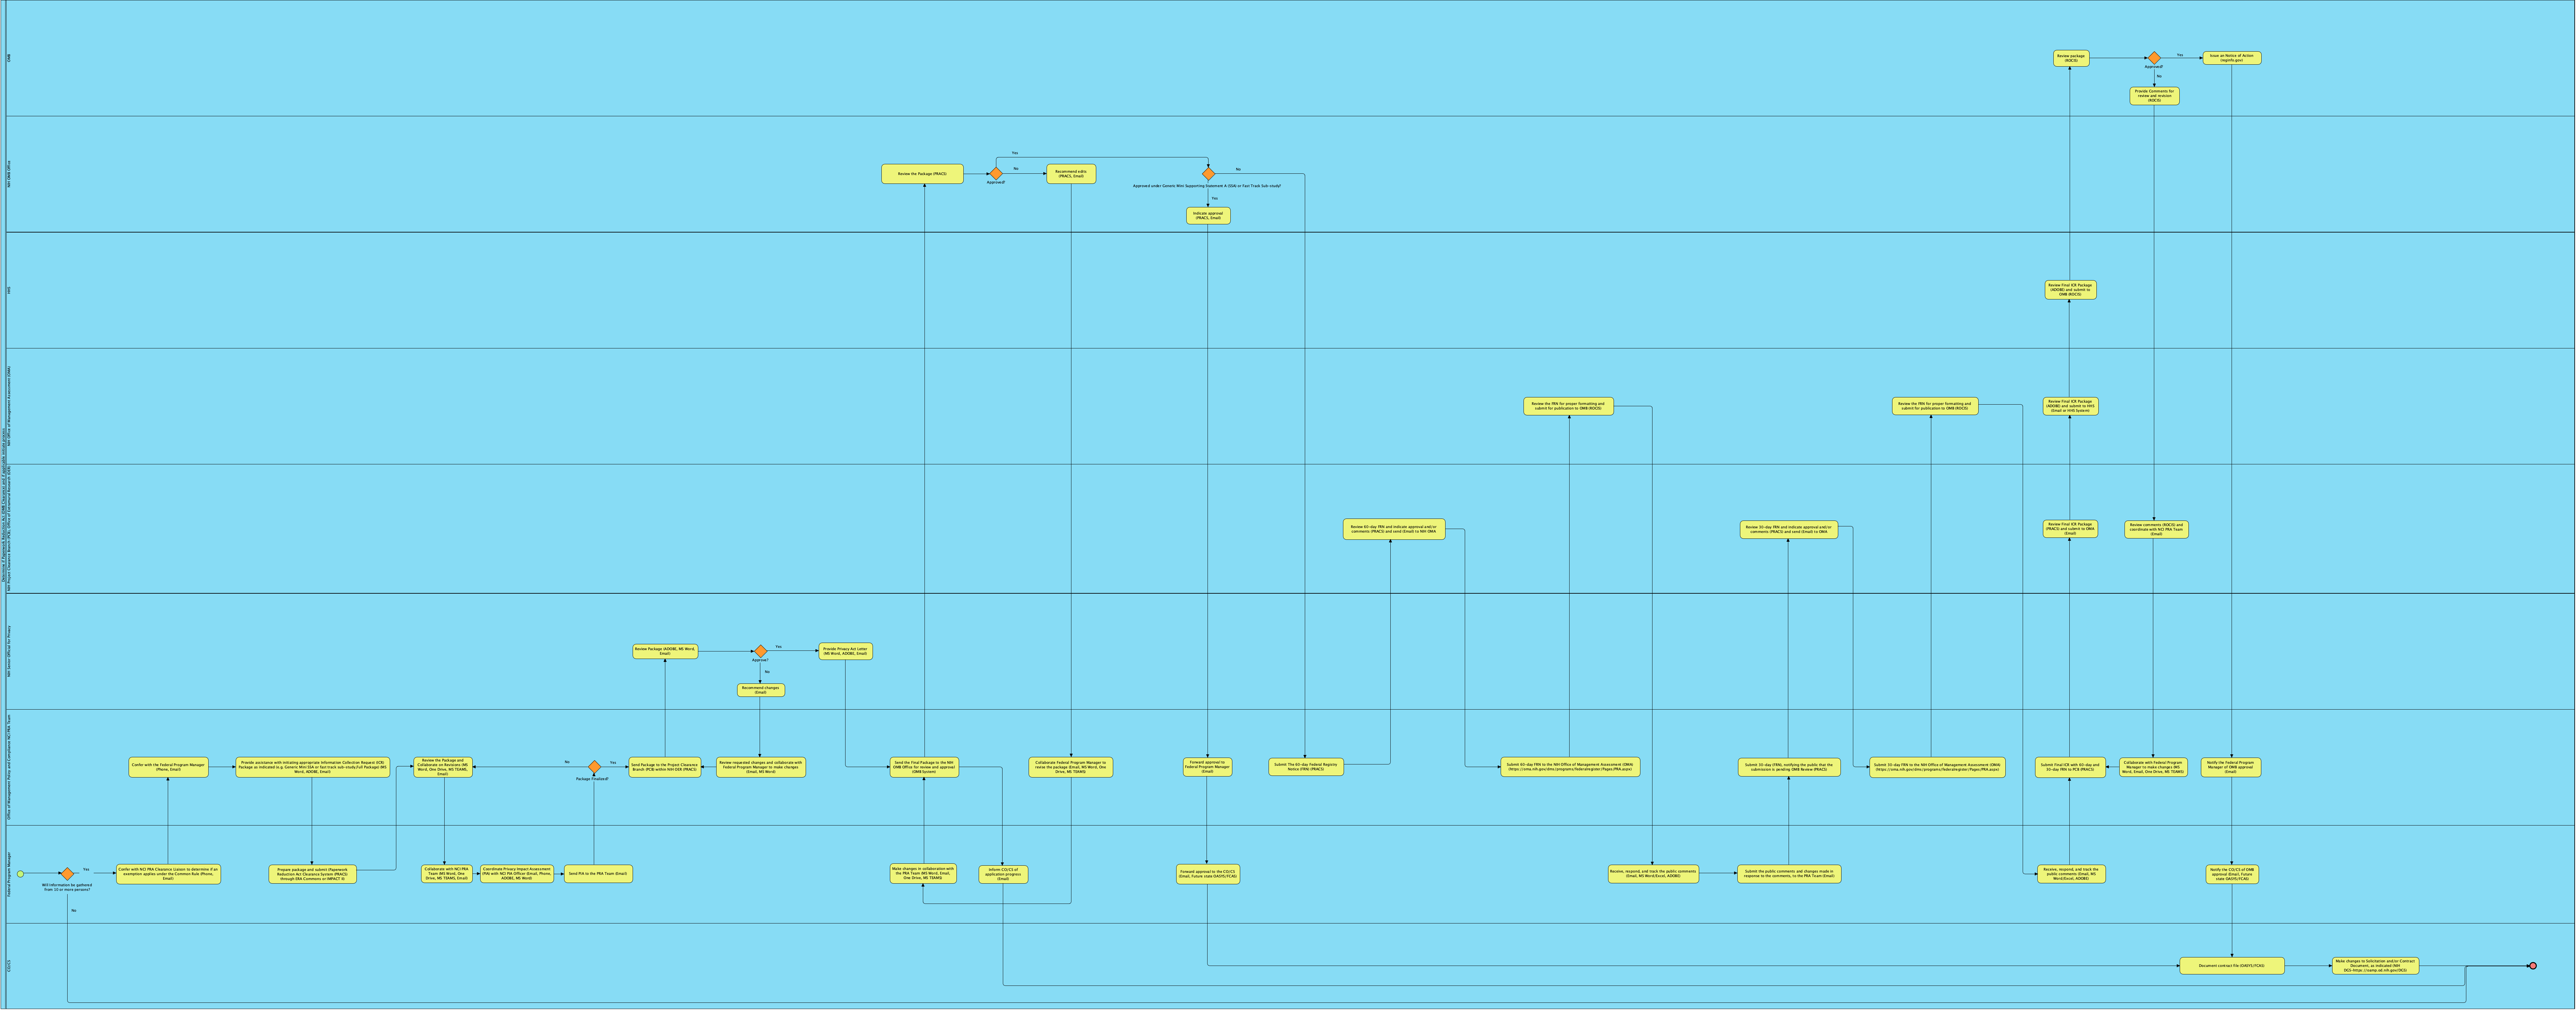 Determine if Paperwork Reduction Act (OMB Clearance) and if applicable initiate process
OMB
Review package
(ROCIS)
Approved?
Yes
No
Issue an Notice of Action
(reginfo.gov)
Provide Comments for
review and revision
(ROCIS)
NIH OMB Office
Review the Package (PRACS)
Approved?
Yes
No
Recommend edits
(PRACS, Email)
Approved under Generic Mini Supporting Statement A (SSA) or Fast Track Sub-study?
No
Yes
Indicate approval
(PRACS, Email)
HHS
Review Final ICR Package
(ADOBE) and submit to
OMB (ROCIS)
NIH Office of Management Assessment (OMA)
Review the FRN for proper formatting and
submit for publication to OMB (ROCIS)
Review the FRN for proper formatting and
submit for publication to OMB (ROCIS)
Review Final ICR Package
(ADOBE) and submit to HHS
(Email or HHS System)
NIH Project Clearance Branch (PCB), Office of Extramural Research (OER)
Review 60-day FRN and indicate approval and/or
comments (PRACS) and send (Email) to NIH OMA
Review 30-day FRN and indicate approval and/or
comments (PRACS) and send (Email) to OMA
Review Final ICR Package
(PRACS) and submit to OMA
(Email)
Review comments (ROCIS) and
coordinate with NCI PRA Team
(Email)
NIH Senior Official for Privacy
Review Package (ADOBE, MS Word,
Email)
Approve?
Yes
No
Provide Privacy Act Letter
(MS Word, ADOBE, Email)
Recommend changes
(Email)
Office of Management Policy and Compliance NCI PRA Team
Confer with the Federal Program Manager
(Phone, Email)
Provide assistance with initiating appropriate Information Collection Request (ICR)
Package as indicated (e.g. Generic Mini SSA or fast track sub-study,Full Package) (MS
Word, ADOBE, Email)
Review the Package and
Collaborate on Revisions (MS
Word, One Drive, MS TEAMS,
Email)
No
Package Finalized?
Yes
Send Package to the Project Clearance
Branch (PCB) within NIH OER (PRACS)
Review requested changes and collaborate with
Federal Program Manager to make changes
(Email, MS Word)
Send the Final Package to the NIH
OMB Office for review and approval
(OMB System)
Collaborate Federal Program Manager to
revise the package (Email, MS Word, One
Drive, MS TEAMS)
Forward approval to
Federal Program Manager
(Email)
Submit The 60-day Federal Registry
Notice (FRN) (PRACS)
Submit 60-day FRN to the NIH Office of Management Assessment (OMA)
(https://oma.nih.gov/dms/programs/federalregister/Pages/PRA.aspx)
Submit 30-day (FRN), notifying the public that the
submission is pending OMB Review (PRACS)
Submit 30-day FRN to the NIH Office of Management Assessment (OMA)
(https://oma.nih.gov/dms/programs/federalregister/Pages/PRA.aspx)
Submit Final ICR with 60-day and
30-day FRN to PCB (PRACS)
Collaborate with Federal Program
Manager to make changes (MS
Word, Email, One Drive, MS TEAMS)
Notify the Federal Program
Manager of OMB approval
(Email)
Federal Program Manager
Will information be gathered
from 10 or more persons?
Yes
No
Confer with NCI PRA Clearance Liaison to determine if an
exemption applies under the Common Rule (Phone,
Email)
Prepare package and submit (Paperwork
Reduction Act Clearance System (PRACS)
through ERA Commons or IMPACT II)
Collaborate with NCI PRA
Team (MS Word, One
Drive, MS TEAMS, Email)
Coordinate Privacy Impact Assessment
(PIA) with NCI PIA Officer (Email, Phone,
ADOBE, MS Word)
Send PIA to the PRA Team (Email)
Make changes in collaboration with
the PRA Team (MS Word, Email,
One Drive, MS TEAMS)
Inform CO/CS of
application progress
(Email)
Forward approval to the CO/CS
(Email, Future state OASYS/FCAS)
Receive, respond, and track the public comments
(Email, MS Word/Excel, ADOBE)
Submit the public comments and changes made in
response to the comments, to the PRA Team (Email)
Receive, respond, and track the
public comments (Email, MS
Word/Excel, ADOBE)
Notify the CO/CS of OMB
approval (Email, Future
state OASYS/FCAS)
CO/CS
Document contract file (OASYS/FCAS)
Make changes to Solicitation and/or Contract
Document, as indicated (NIH
DGS-https://oamp.od.nih.gov/DGS)